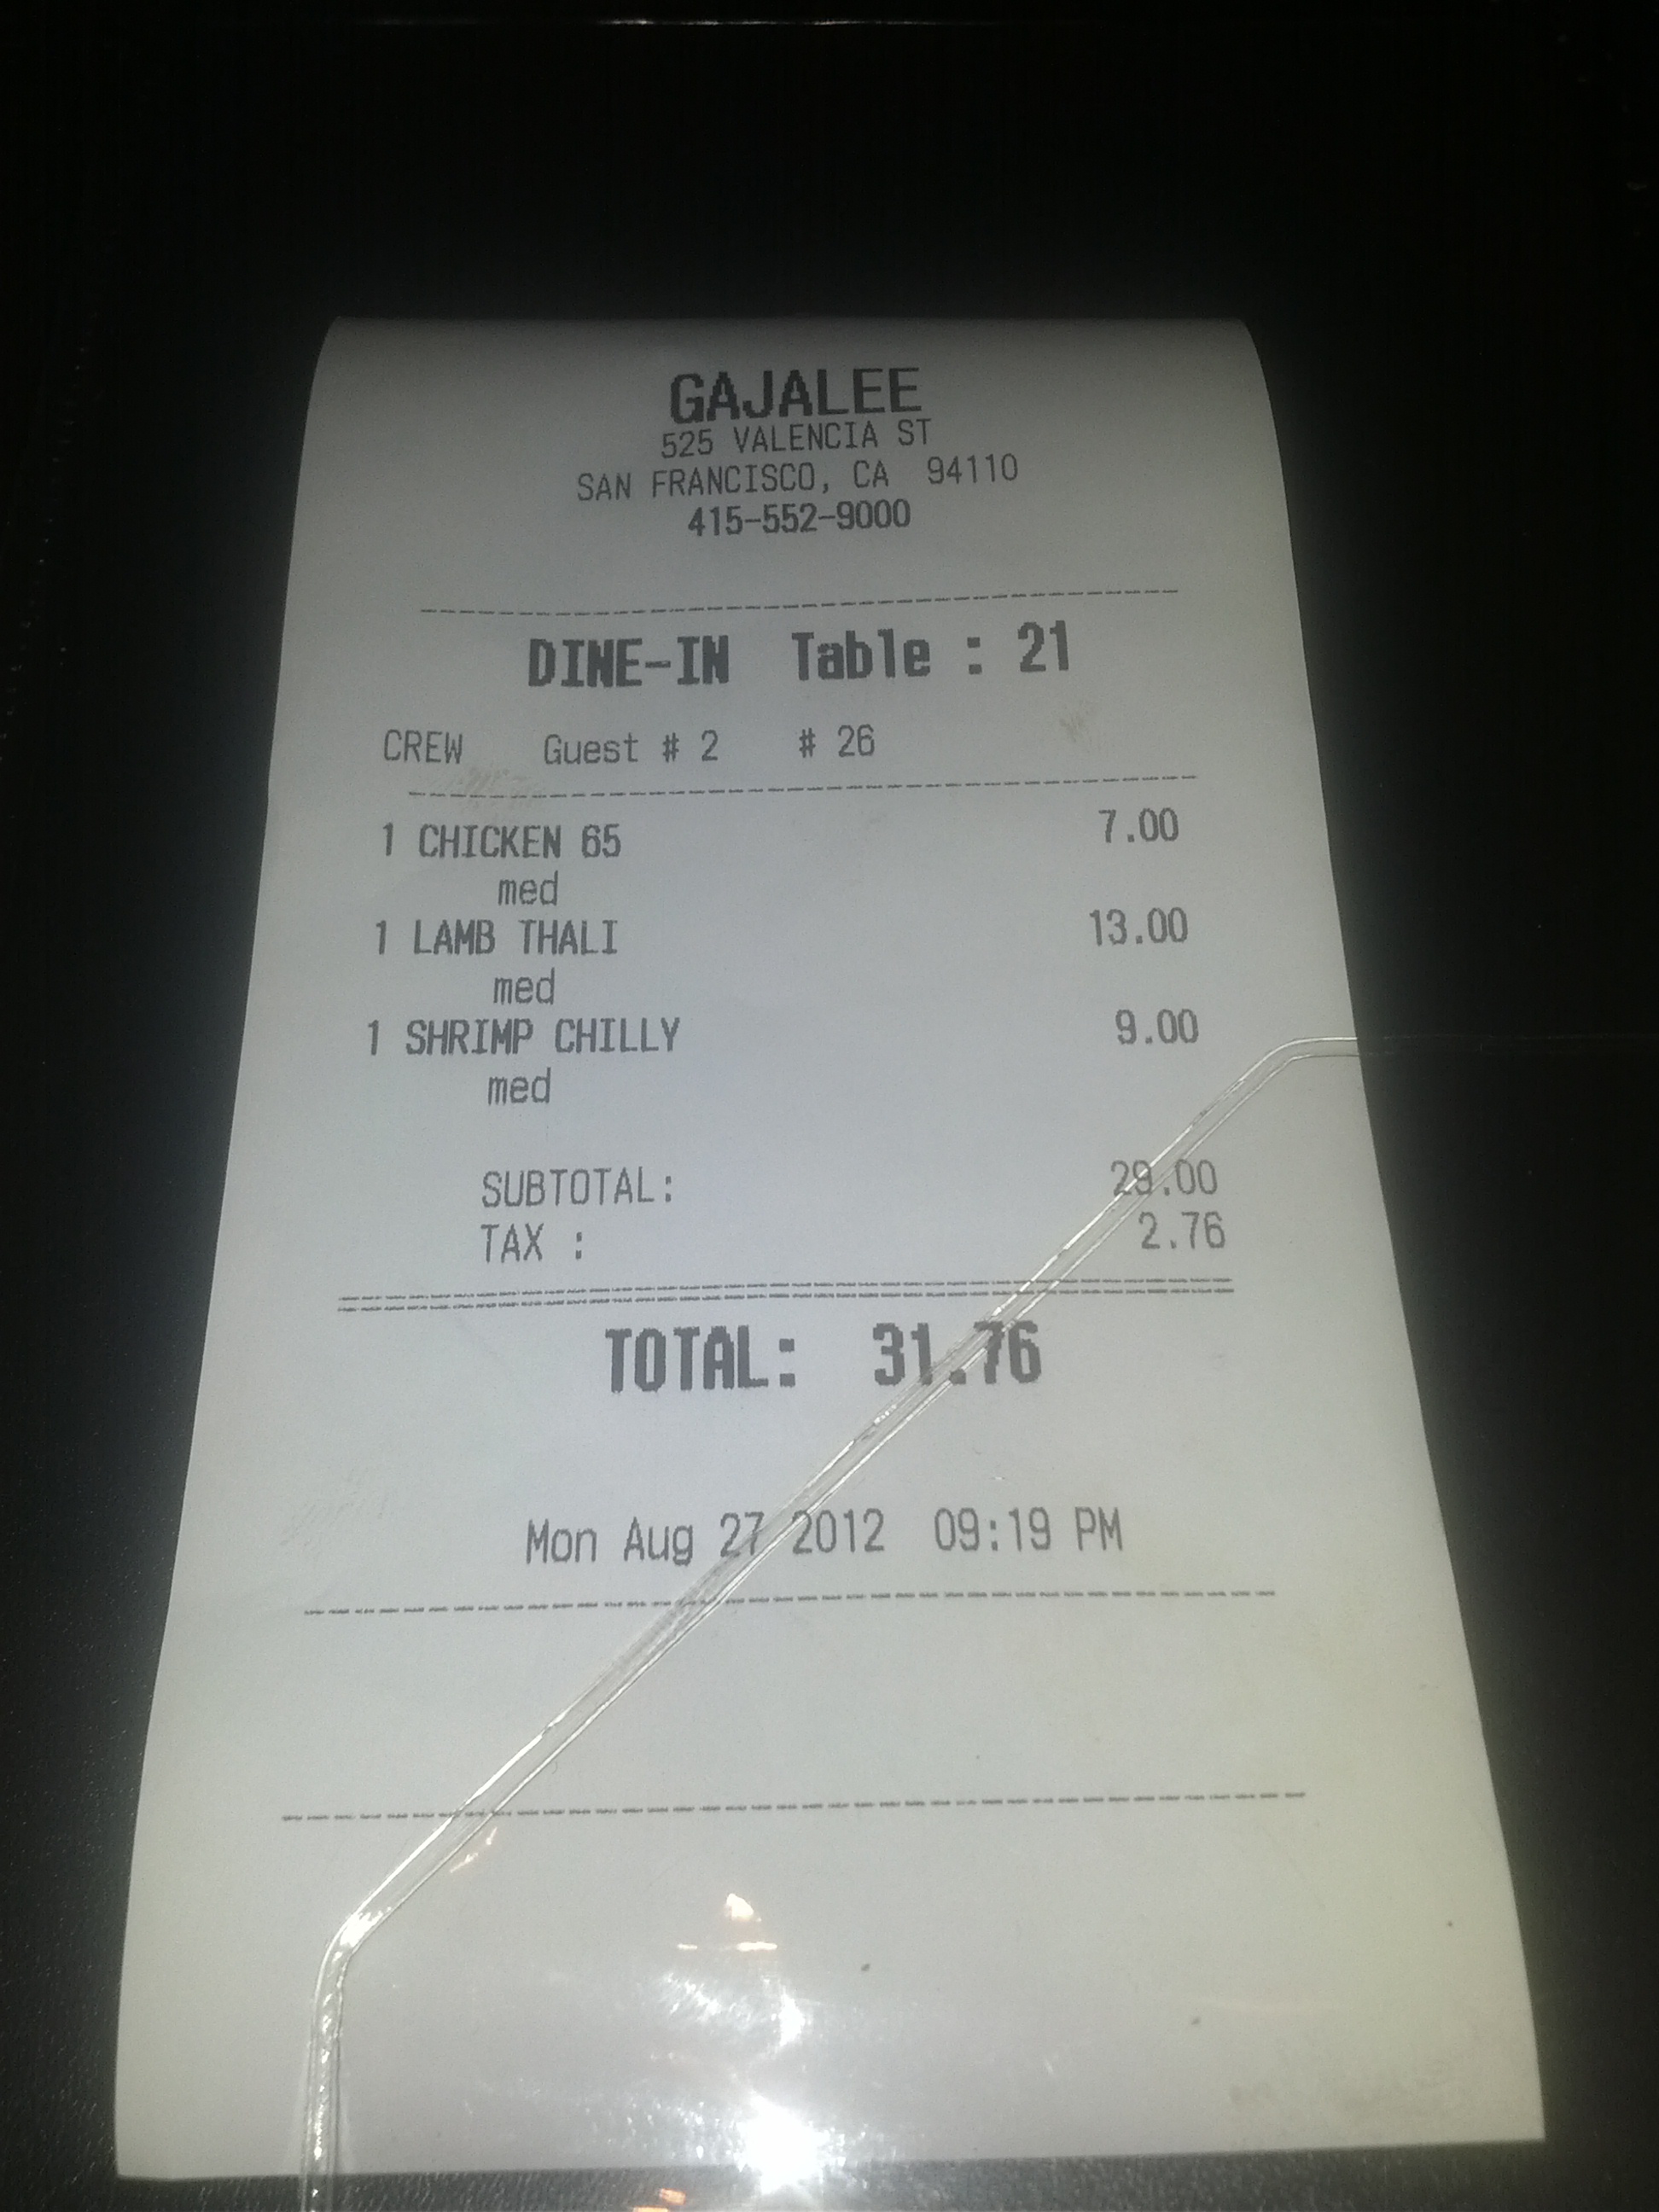 GAJALEE
525 VALENCIA ST
SAN FRANCISCO, CA 94110
415-552-9000
DINE-IN Table : 21
CREW Guest # 2 # 26
1 CHICKEN 65 7.00
med
1 LAMB THALI 13.00
med
1 SHRIMP CHILLY 9.00
med
SUBTOTAL: 29.00
TAX : 2.76
TOTAL: 31.76
Mon Aug 27 2012 09:19 PM